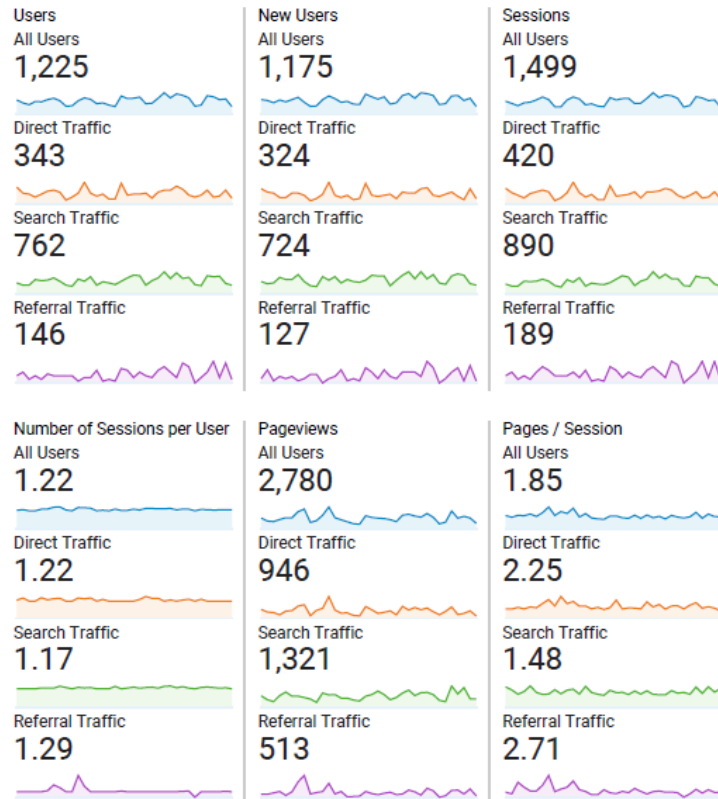 Users
All Users
1,225
Direct Traffic
343
Search Traffic
762
Referral Traffic
146
New Users
All Users
1,175
Direct Traffic
324
Search Traffic
724
Referral Traffic
127
Sessions
All Users
1,499
Direct Traffic
420
Search Traffic
890
Referral Traffic
189
Number of Sessions per User
All Users
1.22
Direct Traffic
1.22
Search Traffic
1.17
Referral Traffic
1.29
Pageviews
All Users
2,780
Direct Traffic
946
Search Traffic
1,321
Referral Traffic
513
Pages / Session
All Users
1.85
Direct Traffic
2.25
Search Traffic
1.48
Referral Traffic
2.71